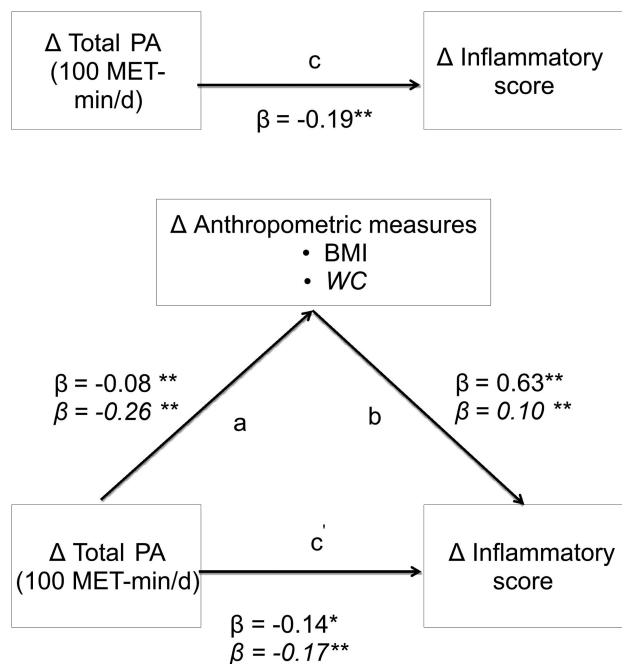 Δ Total PA
(100 MET-
min/d)
c
β = -0.19**
Δ Inflammatory
score
Δ Anthropometric measures
• BMI
• WC
β = -0.08 **
β = -0.26 **
a
b
β = 0.63**
β = 0.10 **
Δ Total PA
(100 MET-min/d)
c'
β = -0.14*
β = -0.17**
Δ Inflammatory
score